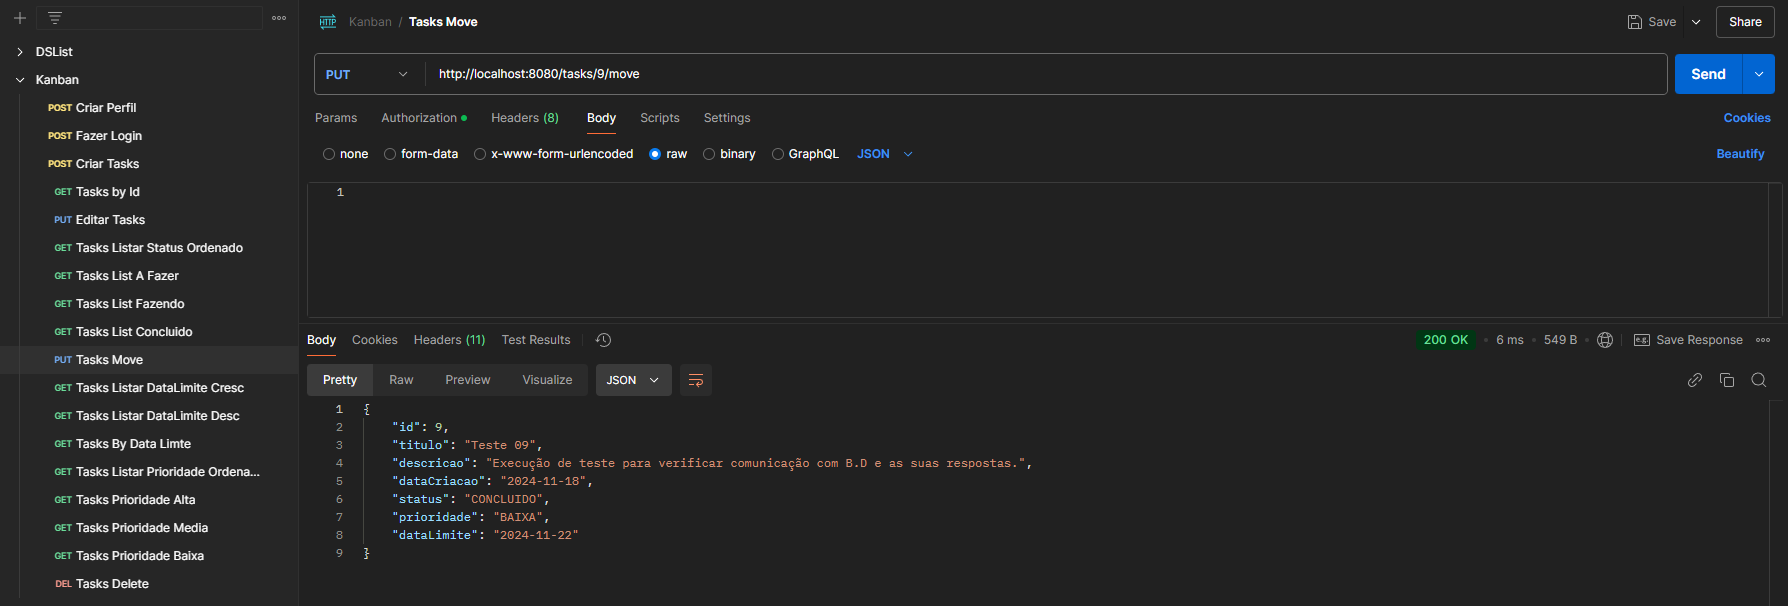 DSList
Kanban
POST Criar Perfil
POST Fazer Login
POST Criar Tasks
GET Tasks by Id
PUT Editar Tasks
GET Tasks Listar Status Ordenado
GET Tasks List A Fazer
GET Tasks List Fazendo
GET Tasks List Concluido
PUT Tasks Move
GET Tasks Listar DataLimite Cresc
GET Tasks Listar DataLimite Desc
GET Tasks By Data Limte
GET Tasks Listar Prioridade Ordena...
GET Tasks Prioridade Alta
GET Tasks Prioridade Media
GET Tasks Prioridade Baixa
DEL Tasks Delete
HTTP Kanban / Tasks Move Save Share
PUT http://localhost:8080/tasks/9/move Send
Params Authorization Headers (8) Body Scripts Settings Cookies
none form-data x-www-form-urlencoded raw binary GraphQL JSON Beautify
1
Body Cookies Headers (11) Test Results 200 OK 6 ms 549 B e.g. Save Response
Pretty Raw Preview Visualize JSON
1 {
2 "id": 9,
3 "titulo": "Teste 09",
4 "descricao": "Execução de teste para verificar comunicação com B.D e as suas respostas.",
5 "dataCriacao": "2024-11-18",
6 "status": "CONCLUIDO",
7 "prioridade": "BAIXA",
8 "dataLimite": "2024-11-22"
9 }